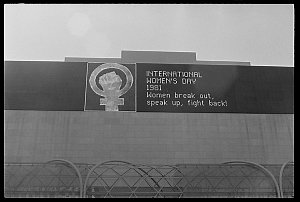 INTERNATIONAL
WOMEN'S DAY
1981
Women break out,
speak up, fight back!